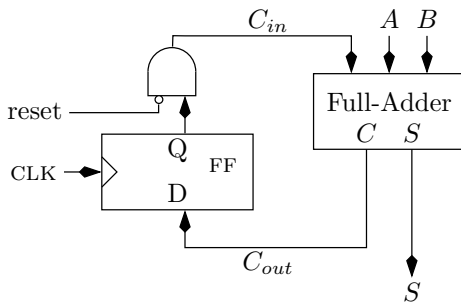 C_in A B
reset
Full-Adder
C S
Q
CLK FF
D
C_out
S